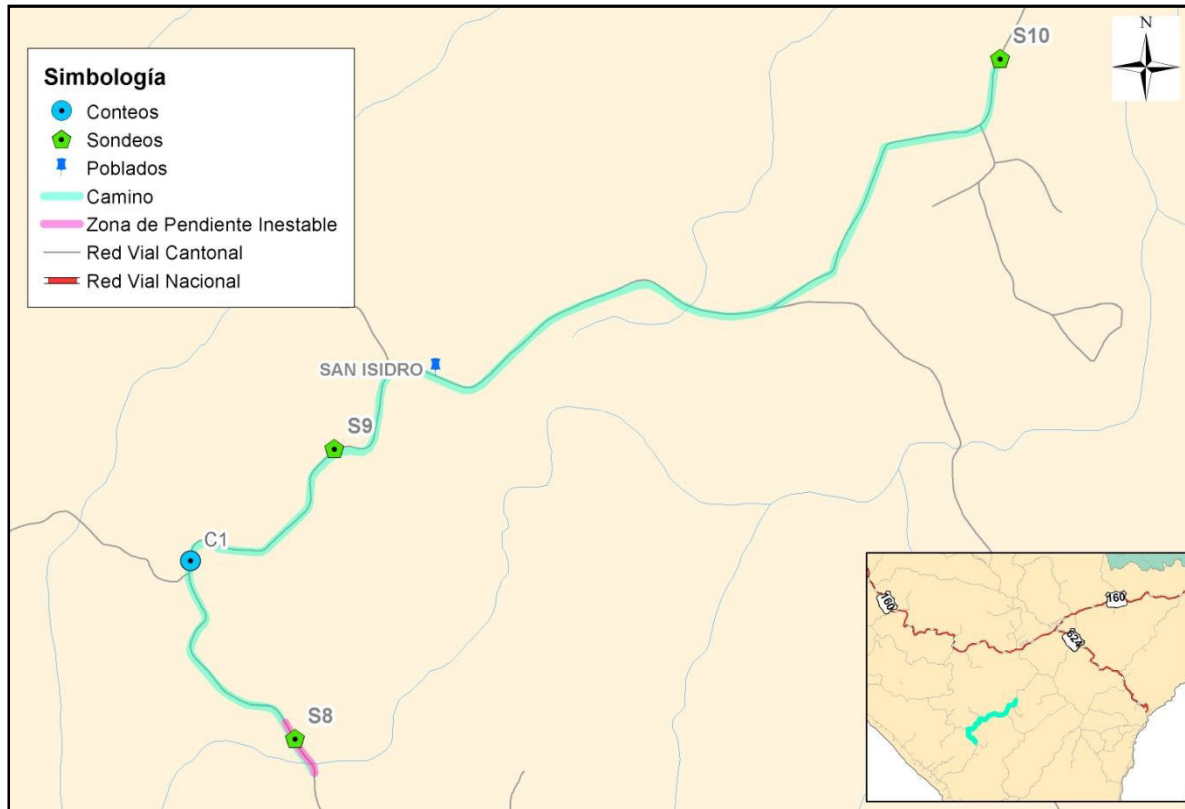 Simbología
Conteos
Sondeos
Poblados
Camino
Zona de Pendiente Inestable
Red Vial Cantonal
Red Vial Nacional
S10
N
SAN ISIDRO
S9
C1
S8
160
160
624